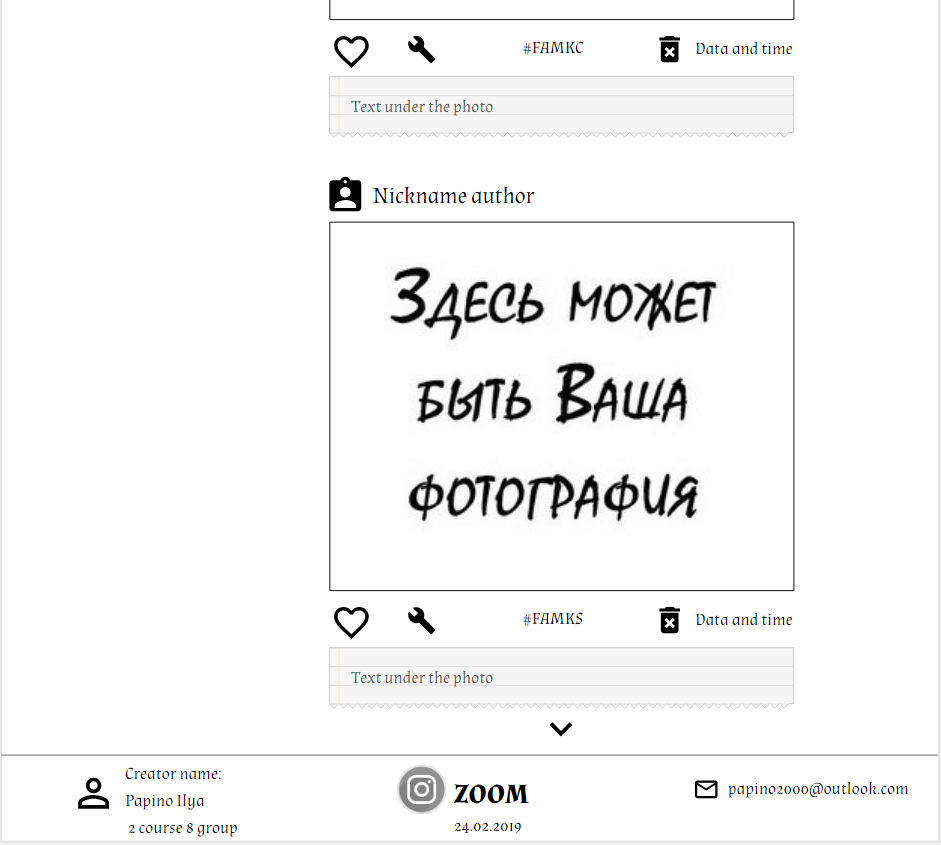 #FAMKC
Data and time
Text under the photo
Nickname author
Здесь может
быть Ваша
фотография
#FAMKS
Data and time
Text under the photo
Creator name:
Papino Ilya
2 course 8 group
ZOOM
24.02.2019
papino2000@outlook.com